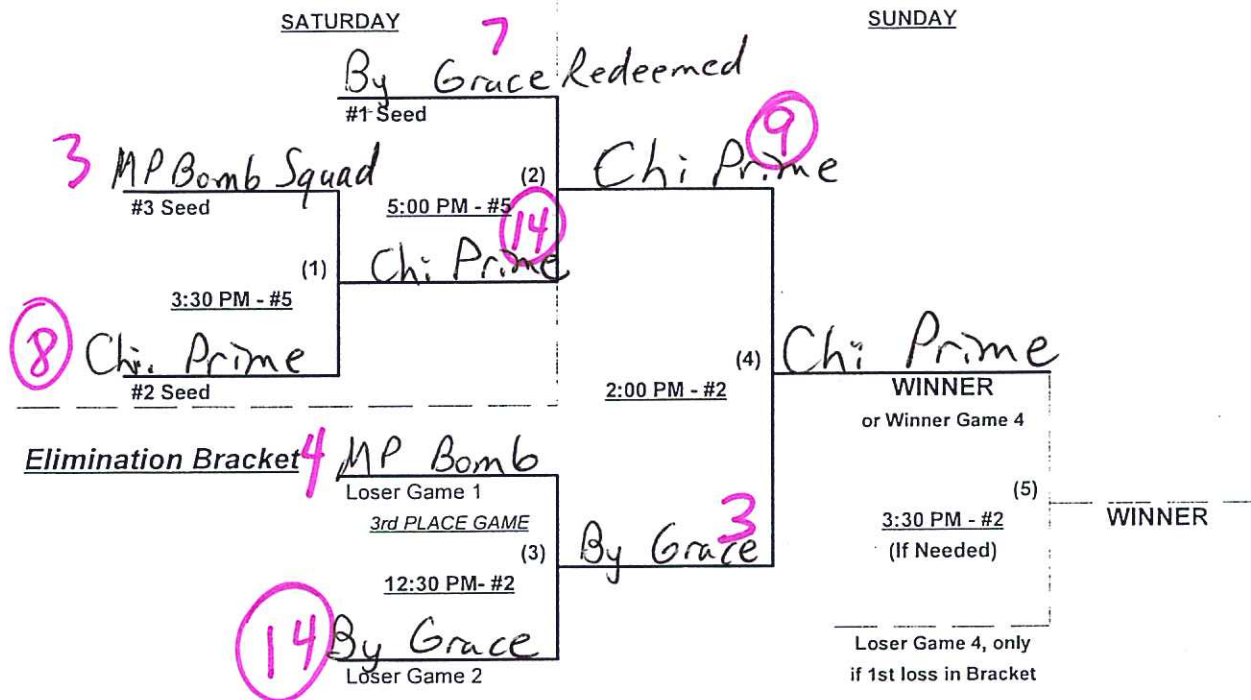 SATURDAY
SUNDAY
7
By Grace Redeemed
#1 Seed
3 MP Bomb Squad
#3 Seed
(2)
5:00 PM - #5
9
Chi Prime
14
(1)
Chi Prime
3:30 PM - #5
8 Chi. Prime
#2 Seed
(4)
2:00 PM - #2
Chi Prime
WINNER
or Winner Game 4
Elimination Bracket
4 MP Bomb
Loser Game 1
3rd PLACE GAME
(3)
12:30 PM- #2
3
By Grace
(5)
3:30 PM - #2
(If Needed)
WINNER
14 By Grace
Loser Game 2
Loser Game 4, only
if 1st loss in Bracket